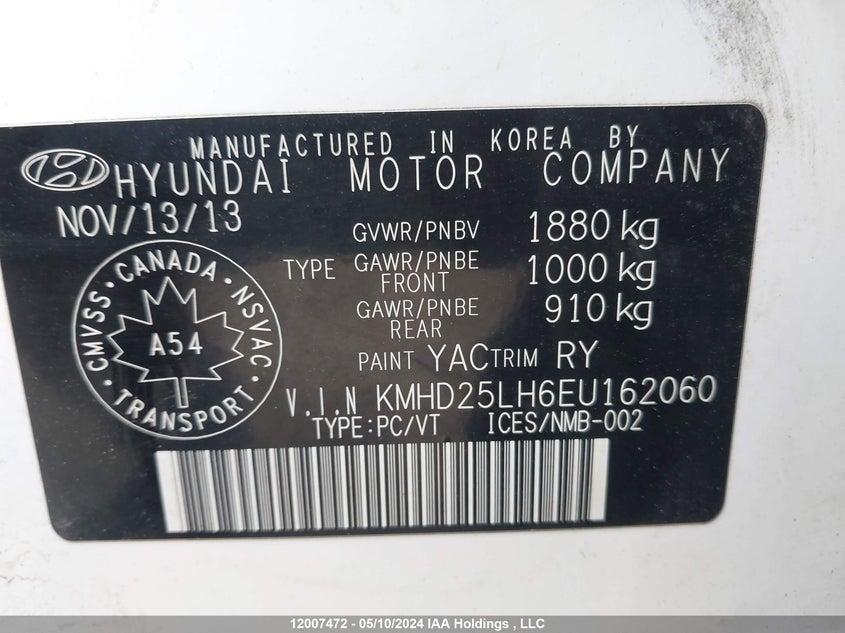 MANUFACTURED IN KOREA BY
HYUNDAI MOTOR COMPANY
NOV/13/13
GVWR/PNBV 1880 kg
TYPE GAWR/PNBE FRONT 1000 kg
GAWR/PNBE REAR 910 kg
PAINT YAC TRIM RY
CMVSS · CANADA · NSVAC
A54
TRANSPORT
V.I.N KMHD25LH6EU162060
TYPE:PC/VT ICES/NMB-002
12007472 - 05/10/2024 IAA Holdings , LLC